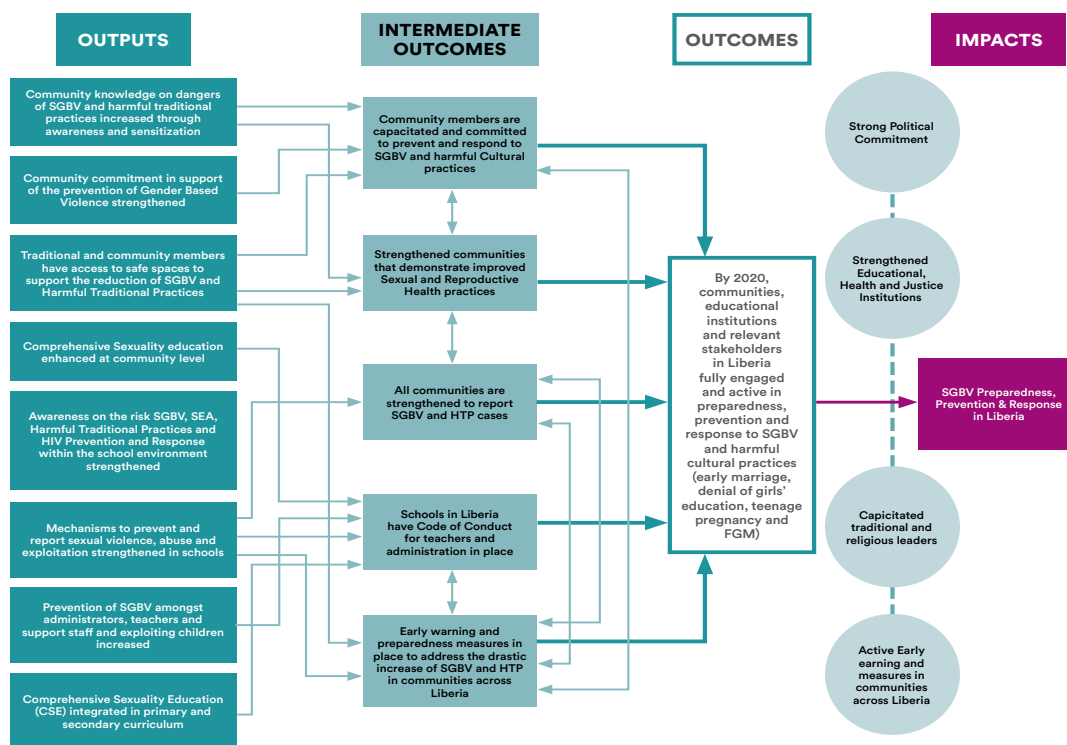 OUTPUTS
INTERMEDIATE
OUTCOMES
OUTCOMES
IMPACTS
Community knowledge on dangers
of SGBV and harmful traditional
practices increased through
awareness and sensitization
Community commitment in support
of the prevention of Gender Based
Violence strengthened
Traditional and community members
have access to safe spaces to
support the reduction of SGBV and
Harmful Traditional Practices
Comprehensive Sexuality education
enhanced at community level
Awareness on the risk SGBV, SEA,
Harmful Traditional Practices and
HIV Prevention and Response
within the school environment
strengthened
Mechanisms to prevent and
report sexual violence, abuse and
exploitation strengthened in schools
Prevention of SGBV amongst
administrators, teachers and
support staff and exploiting children
increased
Comprehensive Sexuality Education
(CSE) integrated in primary and
secondary curriculum
Community members are
capacitated and committed
to prevent and respond to
SGBV and harmful Cultural
practices
Strengthened communities
that demonstrate improved
Sexual and Reproductive
Health practices
All communities are
strengthened to report
SGBV and HTP cases
Schools in Liberia
have Code of Conduct
for teachers and
administration in place
Early warning and
preparedness measures in
place to address the drastic
increase of SGBV and HTP
in communities across
Liberia
By 2020,
communities,
educational
institutions
and relevant
stakeholders
in Liberia
fully engaged
and active in
preparedness,
prevention and
response to SGBV
and harmful
cultural practices
(early marriage,
denial of girls’
education, teenage
pregnancy and
FGM)
Strong Political
Commitment
Strengthened
Educational,
Health and Justice
Institutions
SGBV Preparedness,
Prevention & Response
in Liberia
Capicitated
traditional and
religious leaders
Active Early
earning and
measures in
communities
across Liberia